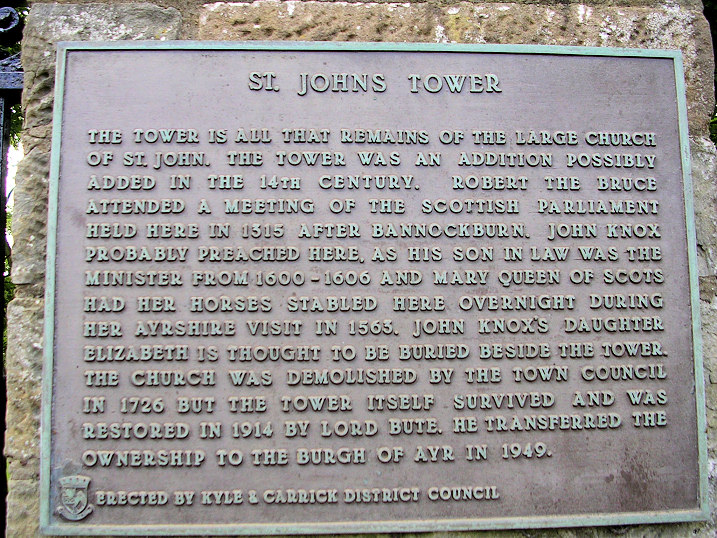 ST. JOHNS TOWER
THE TOWER IS ALL THAT REMAINS OF THE LARGE CHURCH
OF ST. JOHN. THE TOWER WAS AN ADDITION POSSIBLY
ADDED IN THE 14TH CENTURY. ROBERT THE BRUCE
ATTENDED A MEETING OF THE SCOTTISH PARLIAMENT
HELD HERE IN 1315 AFTER BANNOCKBURN. JOHN KNOX
PROBABLY PREACHED HERE, AS HIS SON IN LAW WAS THE
MINISTER FROM 1600-1606 AND MARY QUEEN OF SCOTS
HAD HER HORSES STABLED HERE OVERNIGHT DURING
HER AYRSHIRE VISIT IN 1563. JOHN KNOX'S DAUGHTER
ELIZABETH IS THOUGHT TO BE BURIED BESIDE THE TOWER.
THE CHURCH WAS DEMOLISHED BY THE TOWN COUNCIL
IN 1726 BUT THE TOWER ITSELF SURVIVED AND WAS
RESTORED IN 1914 BY LORD BUTE. HE TRANSFERRED THE
OWNERSHIP TO THE BURGH OF AYR IN 1949.
ERECTED BY KYLE & CARRICK DISTRICT COUNCIL